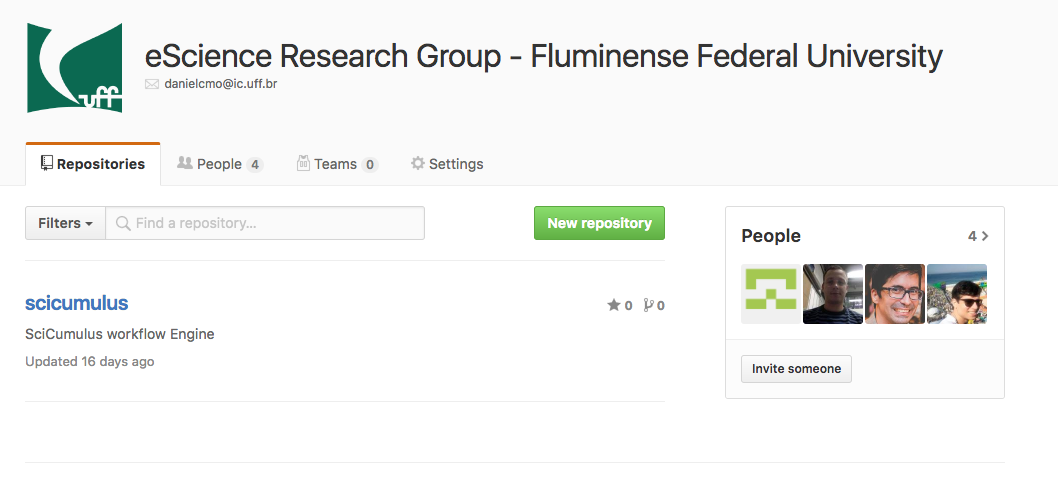 eScience Research Group - Fluminense Federal University
uff
danielcmo@ic.uff.br
Repositories People 4 Teams 0 Settings
Filters Find a repository... New repository
People 4
scicumulus 0 0
SciCumulus workflow Engine
Updated 16 days ago
Invite someone